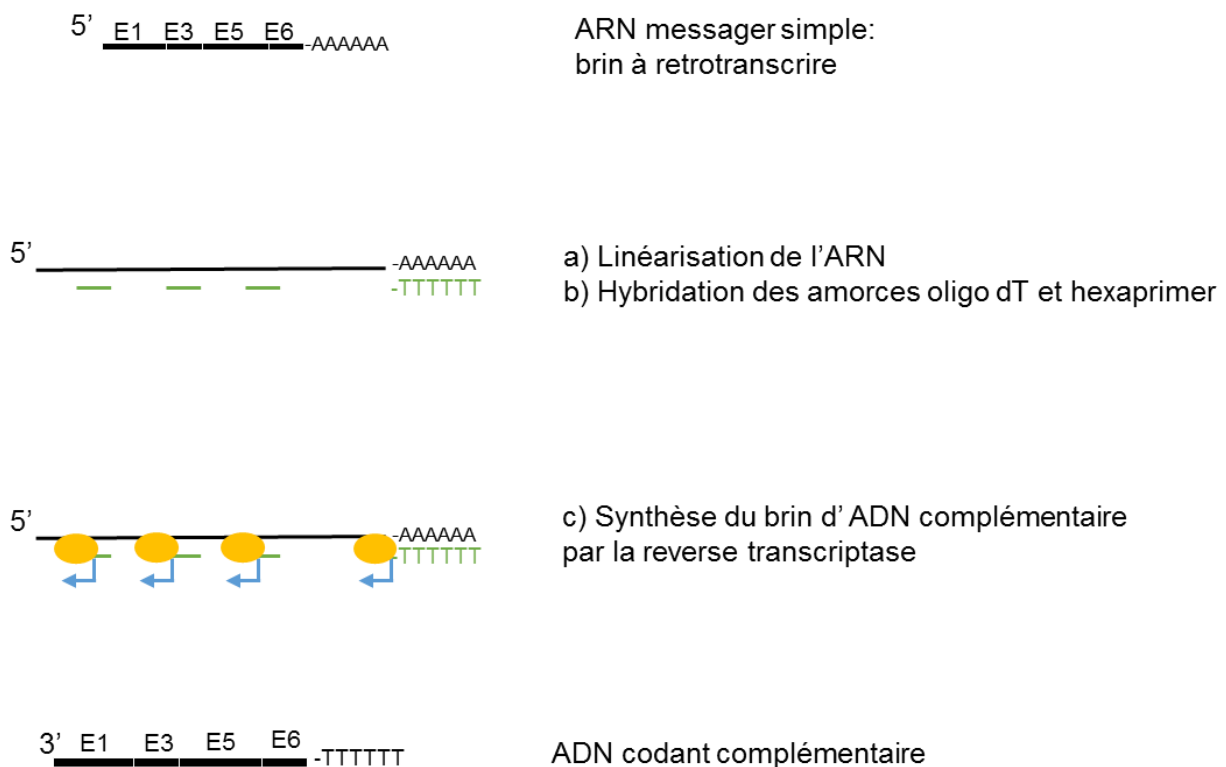 5’ E1 E3 E5 E6 -AAAAAA
ARN messager simple:
brin à retrotranscrire
5’ -AAAAAA
-TTTTTT
a) Linéarisation de l’ARN
b) Hybridation des amorces oligo dT et hexaprimer
5’ -AAAAAA
-TTTTTT
c) Synthèse du brin d’ ADN complémentaire
par la reverse transcriptase
3’ E1 E3 E5 E6 -TTTTTT
ADN codant complémentaire